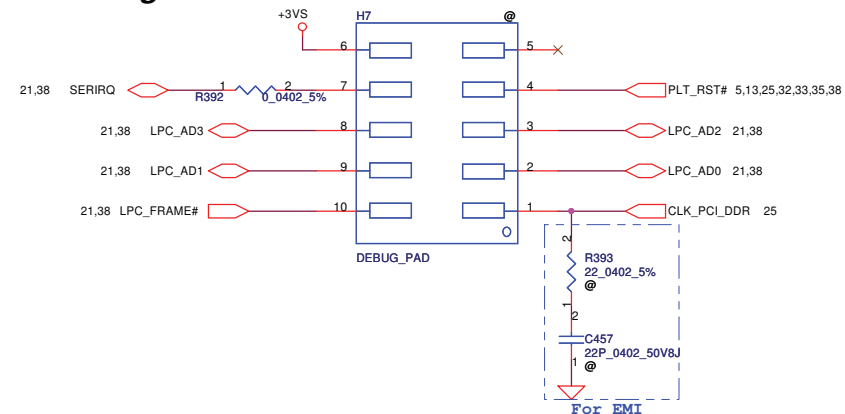 +3VS
H7 @
6 5
21,38 SERIRQ 1 R392 2 0_0402_5% 7 4 PLT_RST# 5,13,25,32,33,35,38
21,38 LPC_AD3 8 3 LPC_AD2 21,38
21,38 LPC_AD1 9 2 LPC_AD0 21,38
21,38 LPC_FRAME# 10 1 CLK_PCI_DDR 25
DEBUG_PAD
2
R393
22_0402_5%
@
1
2
C457
22P_0402_50V8J
1
@
For EMI